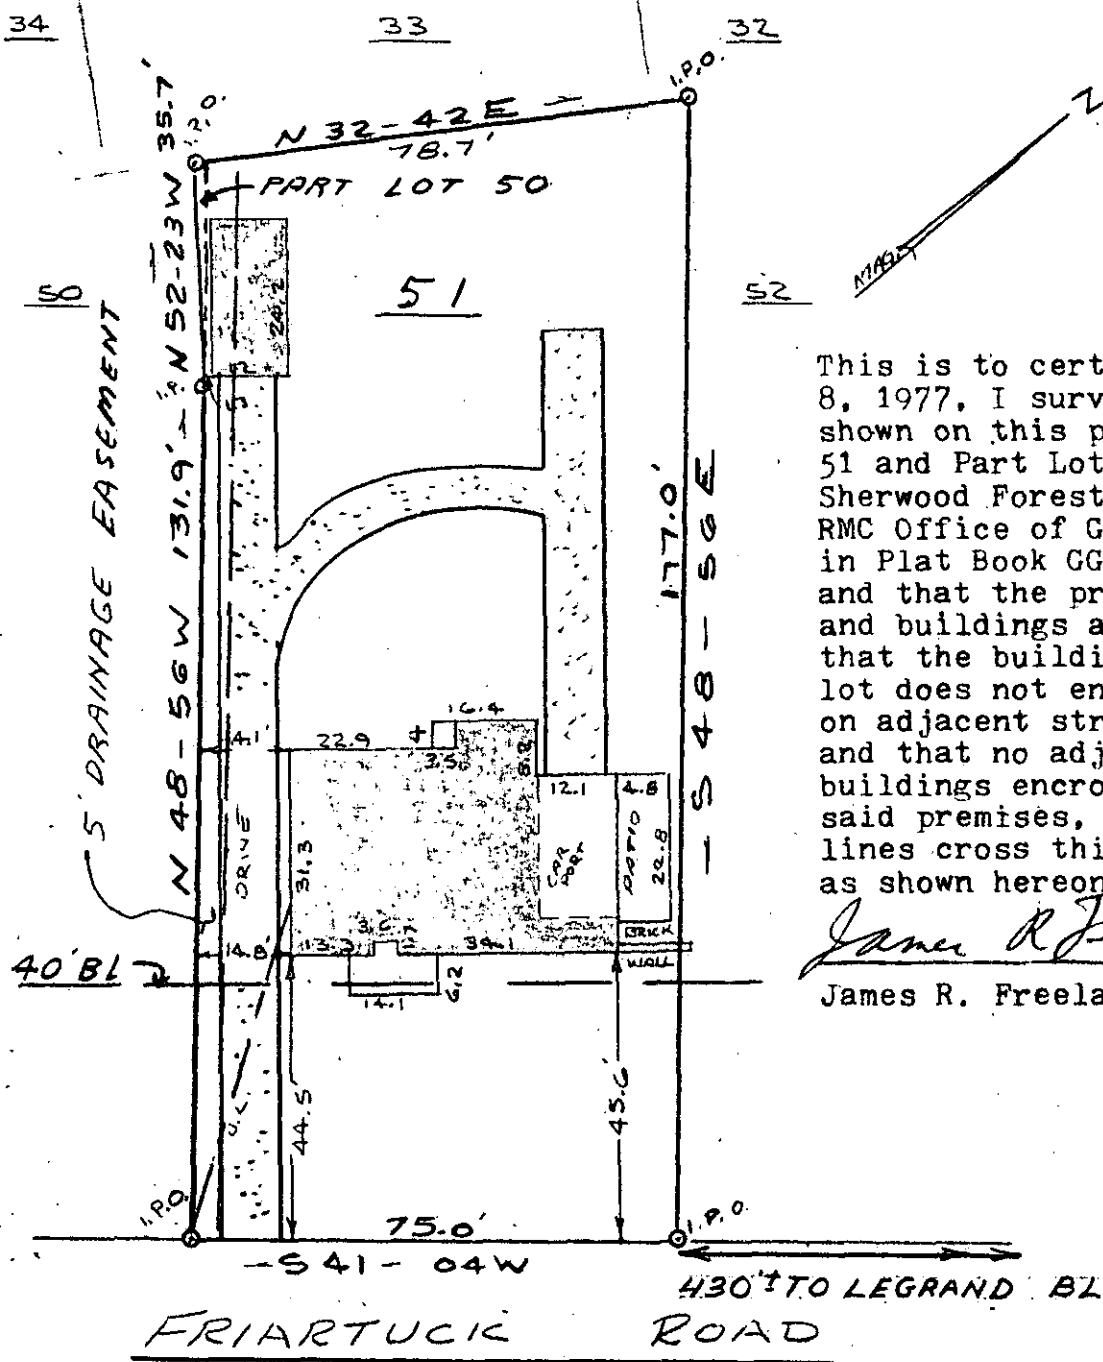 34
33
32
I.P.O.
I.P.O.
N 32-42 E
78.7'
N 52-23 W 35.7'
PART LOT 50
50
51
52
MAG.
24.2
5' DRAINAGE EASEMENT
N 48-56 W 131.9'
177.0'
S 48-56 E
This is to cert
8, 1977, I surv
shown on this p
51 and Part Lot
Sherwood Forest
RMC Office of G
in Plat Book GG
and that the pr
and buildings a
that the buildi
lot does not en
on adjacent str
and that no adj
buildings encro
said premises,
lines cross thi
as shown hereon
James R. F
James R. Freela
16.4
22.9
4
3.5
8.2
12.1
4.8
14.1
DRIVE
31.3
CAR PORT
PATIO
22.8
34.1
BRICK
WALL
14.8'
40' BL
14.1
6.2
44.5'
45.6'
I.P.O.
I.P.O.
75.0'
S 41-04 W
430'± TO LEGRAND BL
FRIARTUCK ROAD